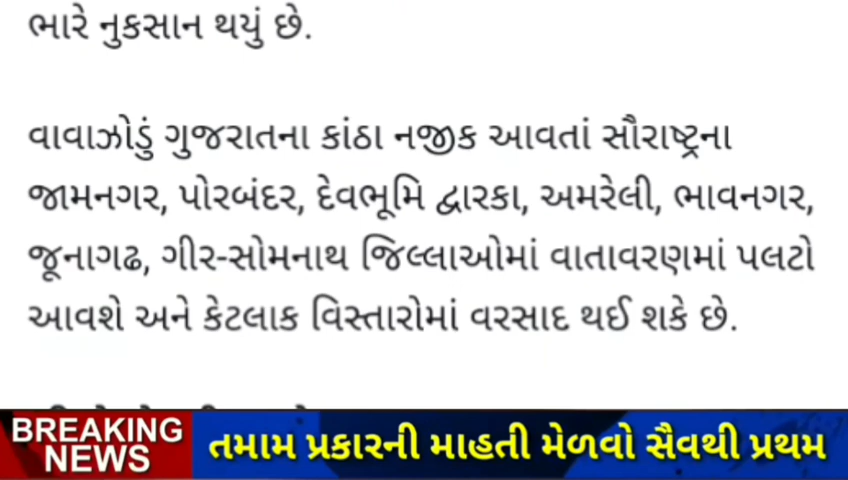 ભારે નુકસાન થયું છે.
વાવાઝોડું ગુજરાતના કાંઠા નજીક આવતાં સૌરાષ્ટ્રના
જામનગર, પોરબંદર, દેવભૂમિ દ્વારકા, અમરેલી, ભાવનગર,
જૂનાગઢ, ગીર-સોમનાથ જિલ્લાઓમાં વાતાવરણમાં પલટો
આવશે અને કેટલાક વિસ્તારોમાં વરસાદ થઈ શકે છે.
BREAKING
NEWS
તમામ પ્રકારની માહતી મેળવો સૈવથી પ્રથમ